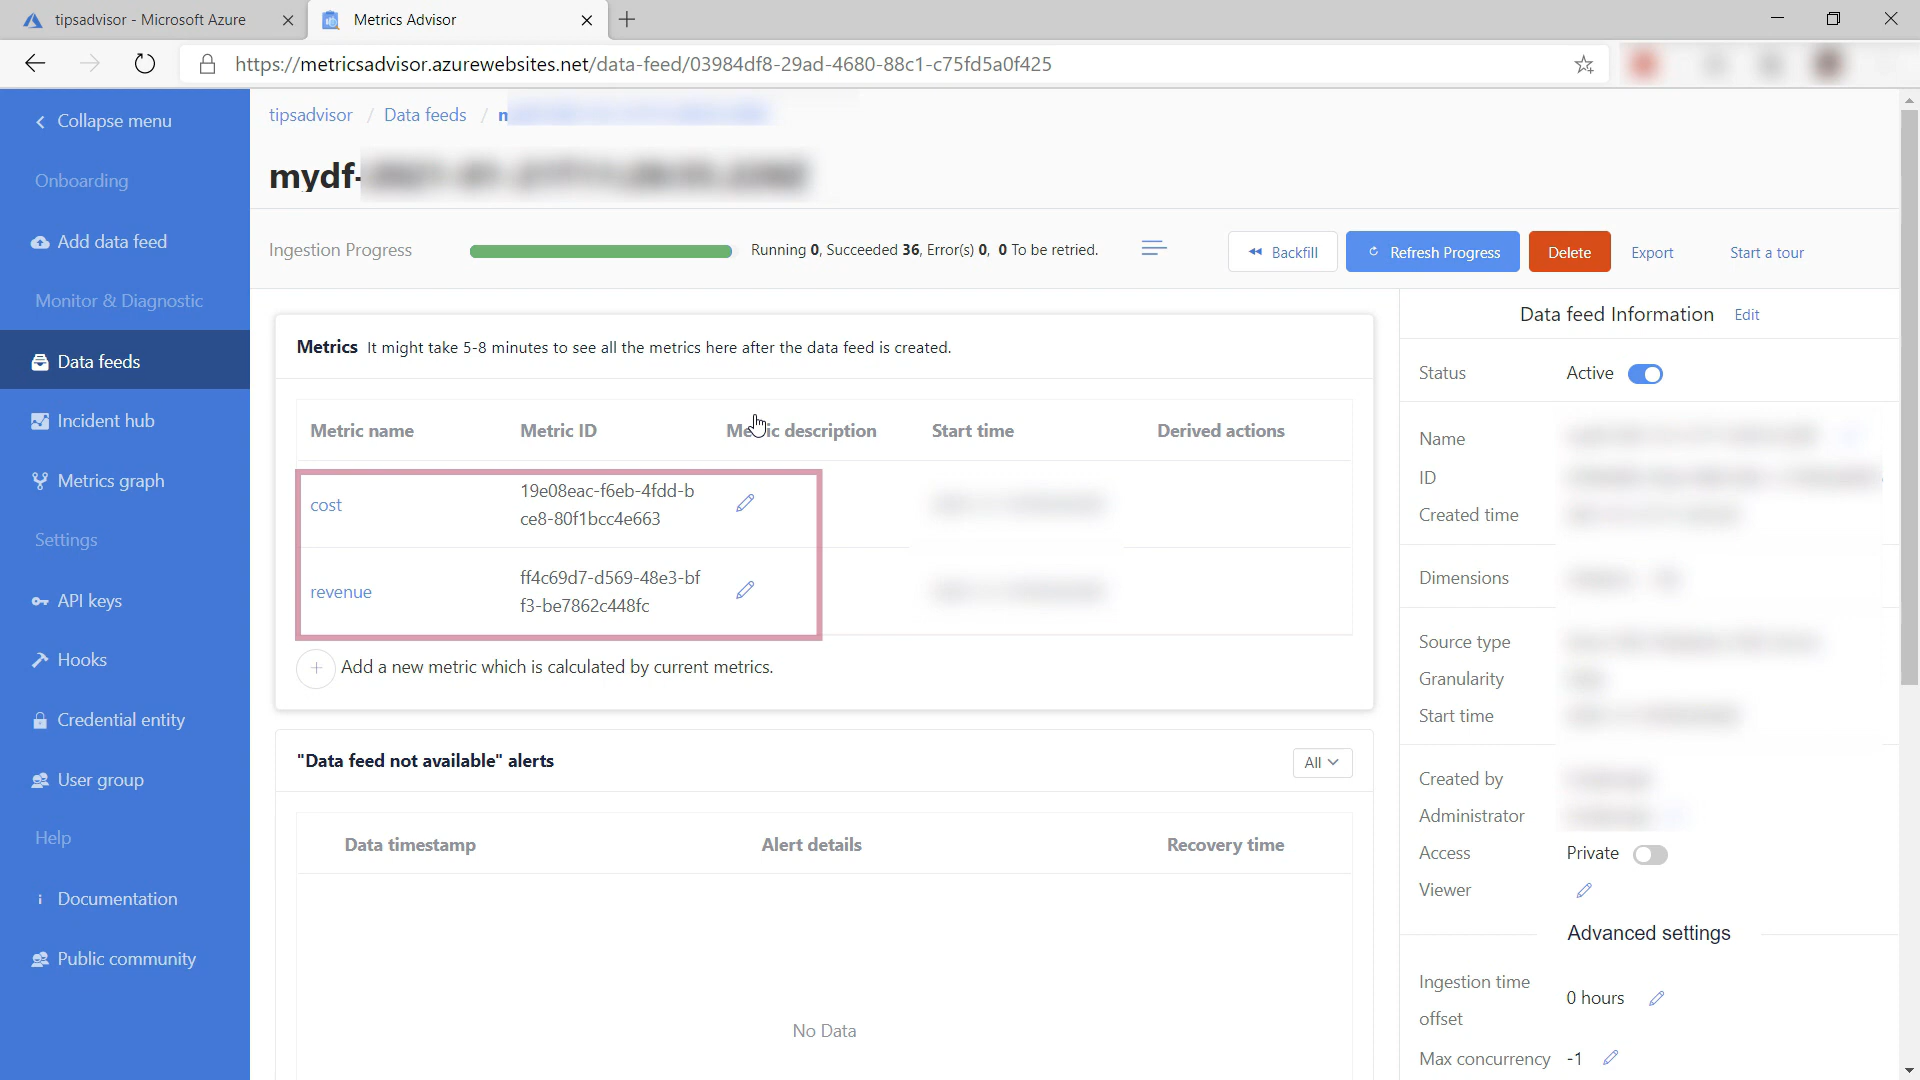 tipsadvisor - Microsoft Azure
Metrics Advisor
https://metricsadvisor.azurewebsites.net/data-feed/03984df8-29ad-4680-88c1-c75fd5a0f425
Collapse menu
Onboarding
Add data feed
Monitor & Diagnostic
Data feeds
Incident hub
Metrics graph
Settings
API keys
Hooks
Credential entity
User group
Help
Documentation
Public community
tipsadvisor / Data feeds /
mydf-
Ingestion Progress
Running 0, Succeeded 36, Error(s) 0, 0 To be retried.
Backfill
Refresh Progress
Delete
Export
Start a tour
Metrics It might take 5-8 minutes to see all the metrics here after the data feed is created.
Metric name Metric ID Metric description Start time Derived actions
cost
19e08eac-f6eb-4fdd-b
ce8-80f1bcc4e663
revenue
ff4c69d7-d569-48e3-bf
f3-be7862c448fc
+ Add a new metric which is calculated by current metrics.
"Data feed not available" alerts
All
Data timestamp Alert details Recovery time
No Data
Data feed Information Edit
Status Active
Name
ID
Created time
Dimensions
Source type
Granularity
Start time
Created by
Administrator
Access Private
Viewer
Advanced settings
Ingestion time
offset
0 hours
Max concurrency -1